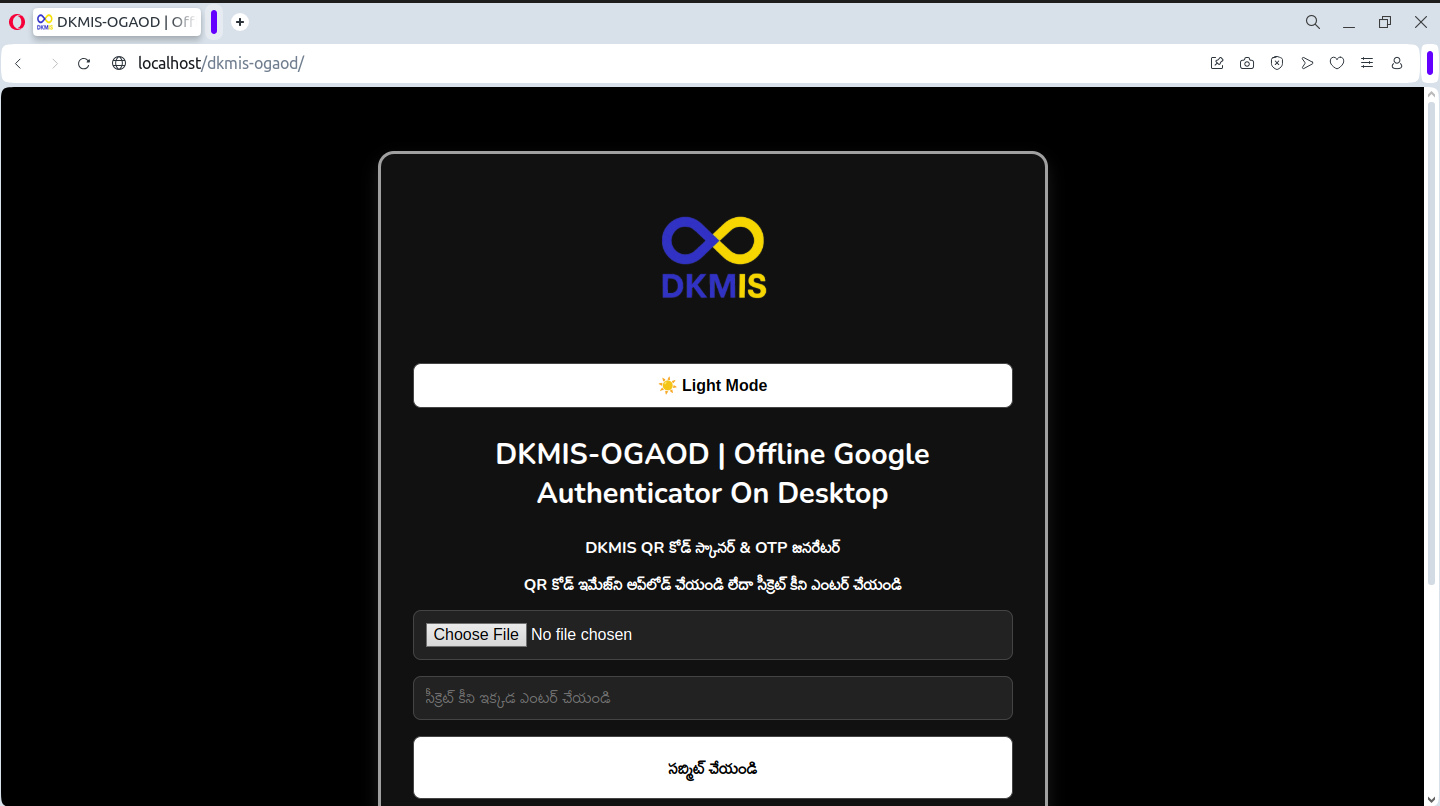 DKMIS-OGAOD | Off
localhost/dkmis-ogaod/
DKMIS
☀️ Light Mode
DKMIS-OGAOD | Offline Google
Authenticator On Desktop
DKMIS QR కోడ్ స్కానర్ & OTP జనరేటర్
QR కోడ్ ఇమేజ్‌ని అప్‌లోడ్ చేయండి లేదా సీక్రెట్ కీని ఎంటర్ చేయండి
Choose File No file chosen
సీక్రెట్ కీని ఇక్కడ ఎంటర్ చేయండి
సబ్మిట్ చేయండి